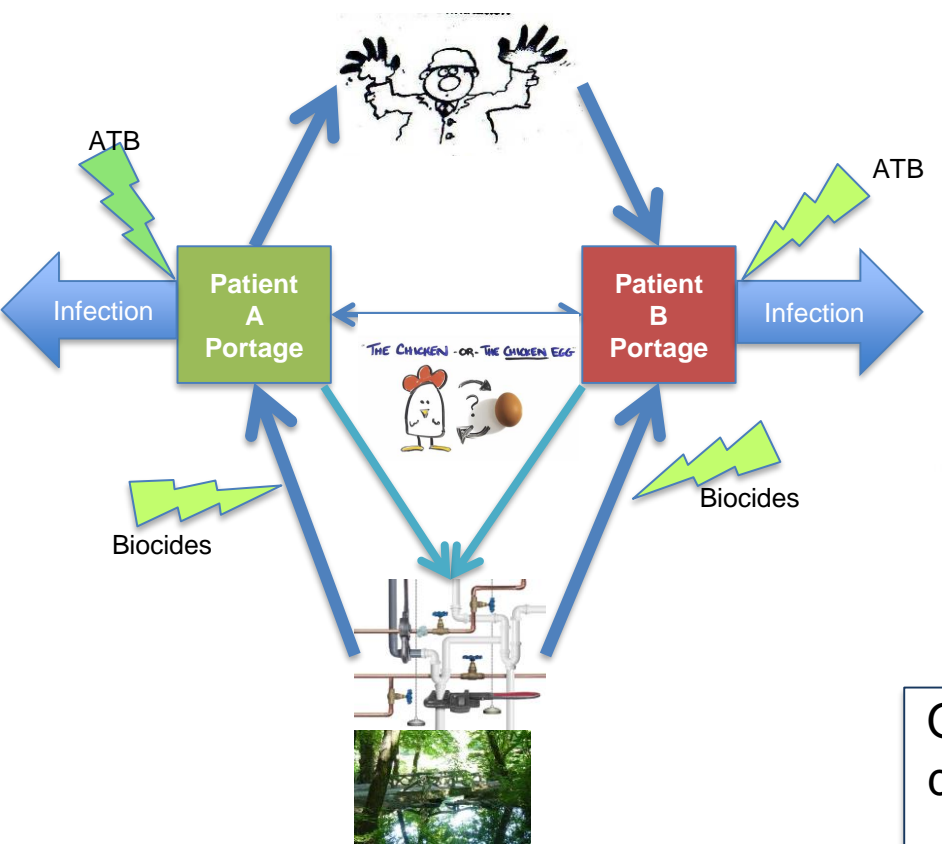 ATB
ATB
Infection
Patient
A
Portage
Patient
B
Portage
Infection
THE CHICKEN -OR- THE CHICKEN EGG
?
Biocides
Biocides